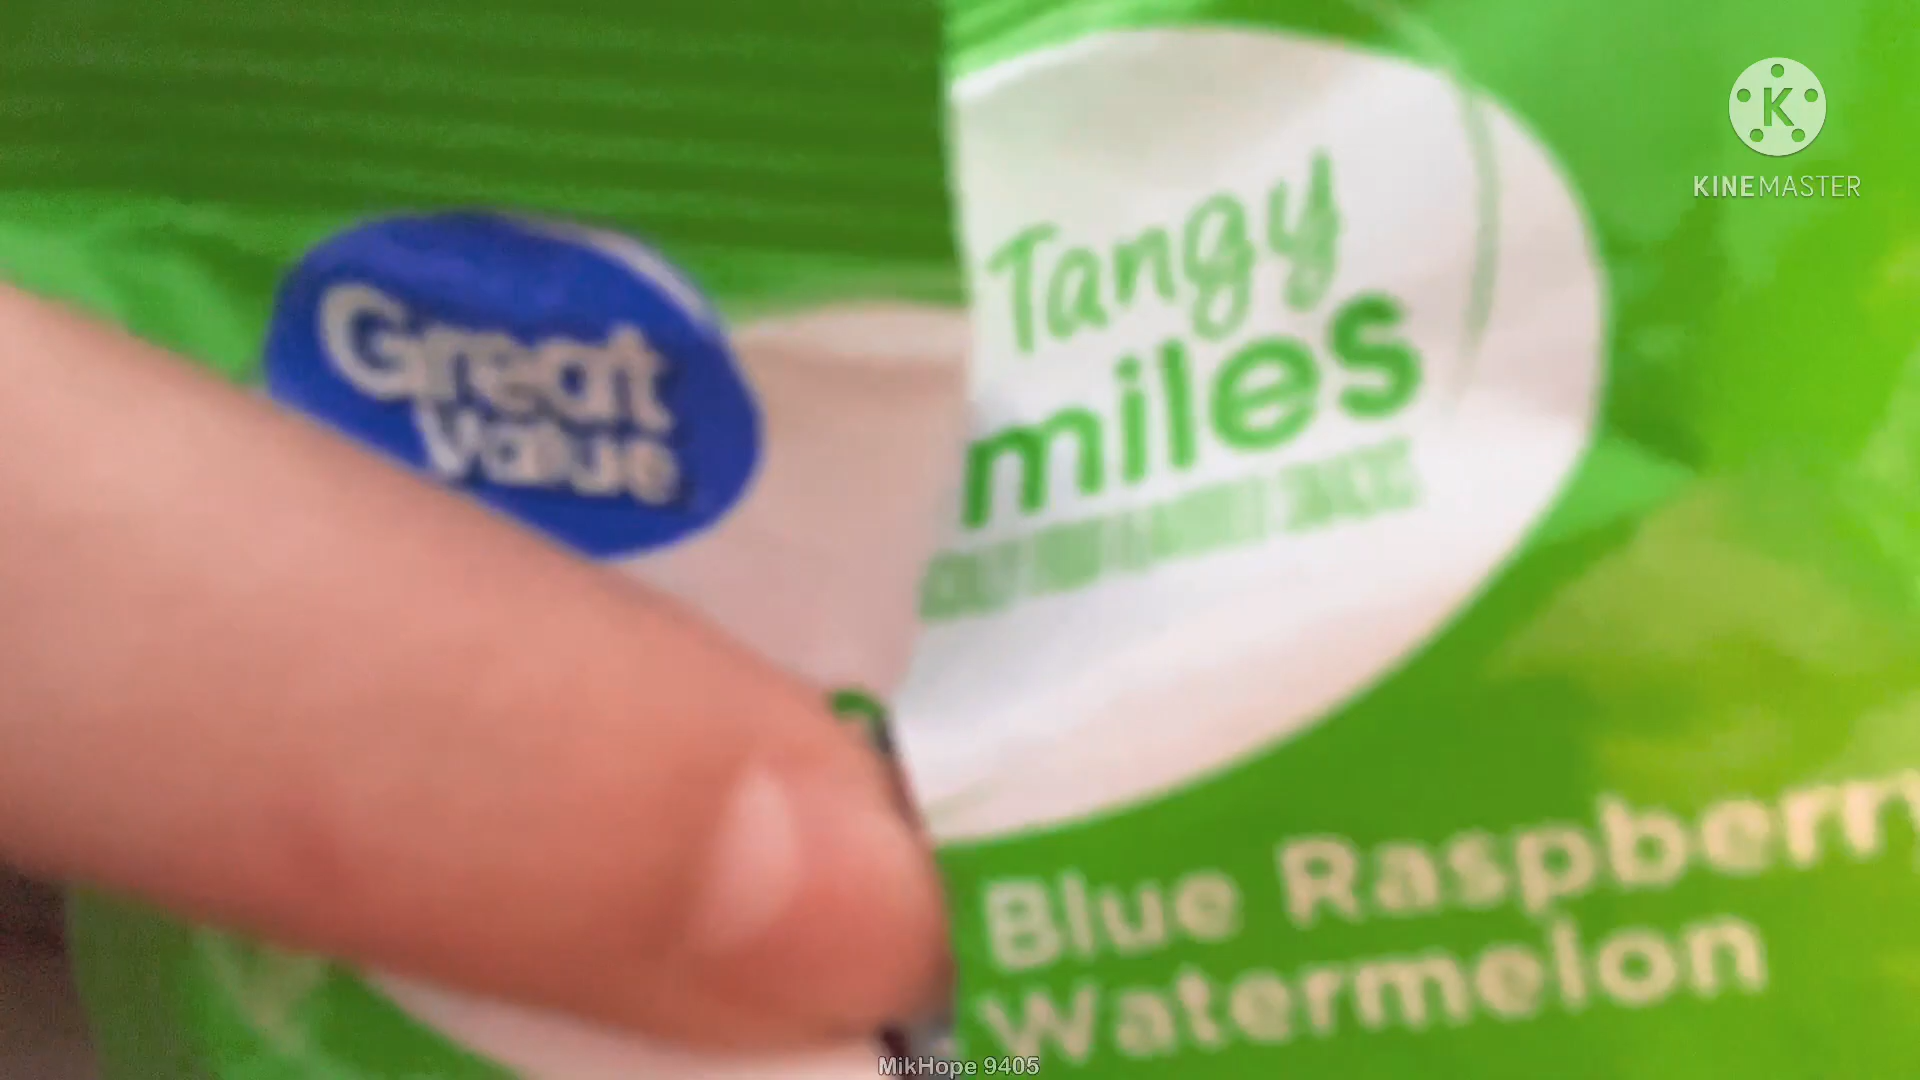 KINEMASTER
Great
Value
Tangy
miles
Blue Raspberry
Watermelon
MikHope 9405